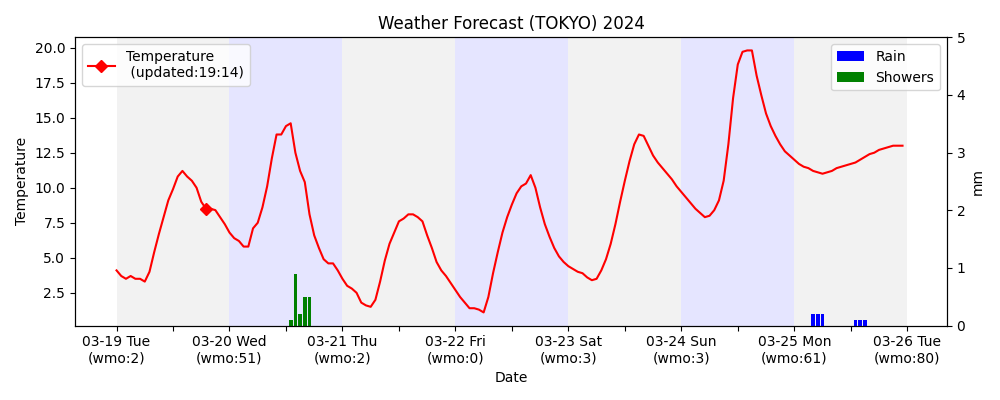 Weather Forecast (TOKYO) 2024
Temperature
(updated:19:14)
Rain
Showers
20.0
17.5
15.0
12.5
10.0
7.5
5.0
2.5
Temperature
5
4
3
2
1
0
mm
03-19 Tue
(wmo:2)
03-20 Wed
(wmo:51)
03-21 Thu
(wmo:2)
03-22 Fri
(wmo:0)
03-23 Sat
(wmo:3)
03-24 Sun
(wmo:3)
03-25 Mon
(wmo:61)
03-26 Tue
(wmo:80)
Date